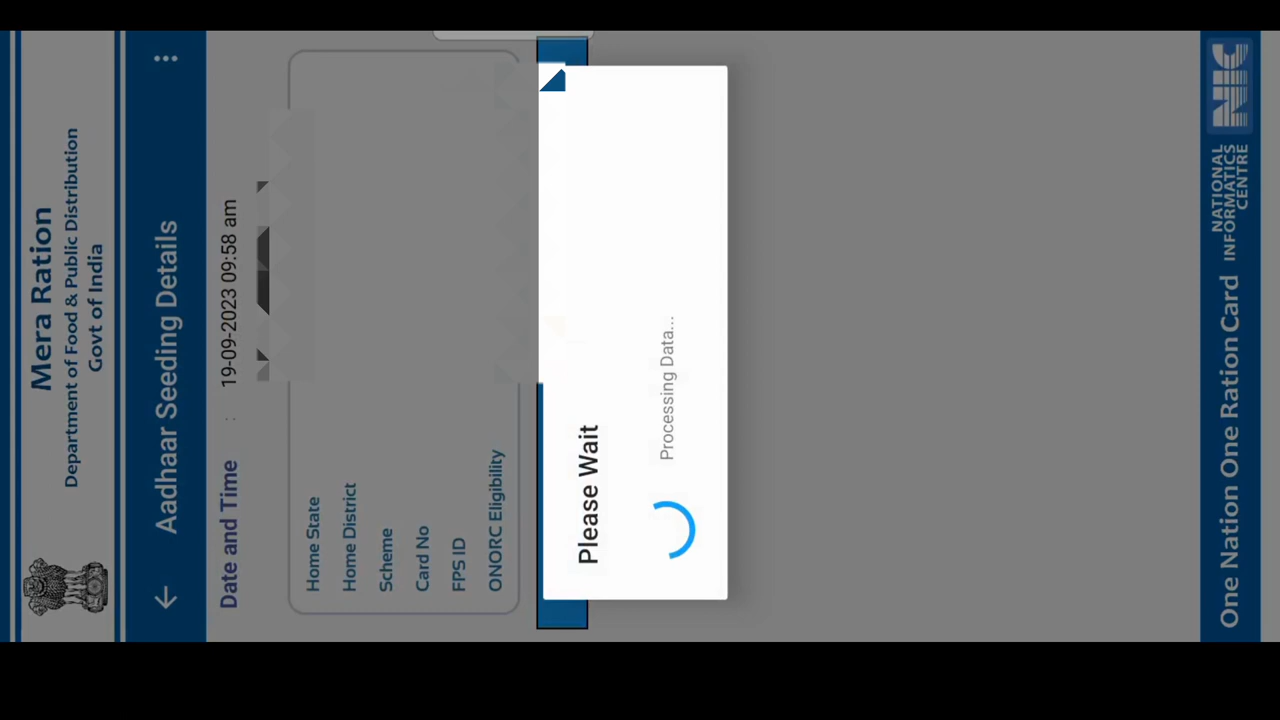 Mera Ration
Department of Food & Public Distribution
Govt of India
Aadhaar Seeding Details
Date and Time : 19-09-2023 09:58 am
Home State
Home District
Scheme
Card No
FPS ID
ONORC Eligibility
Please Wait
Processing Data...
One Nation One Ration Card
NATIONAL
INFORMATICS
CENTRE
NIC